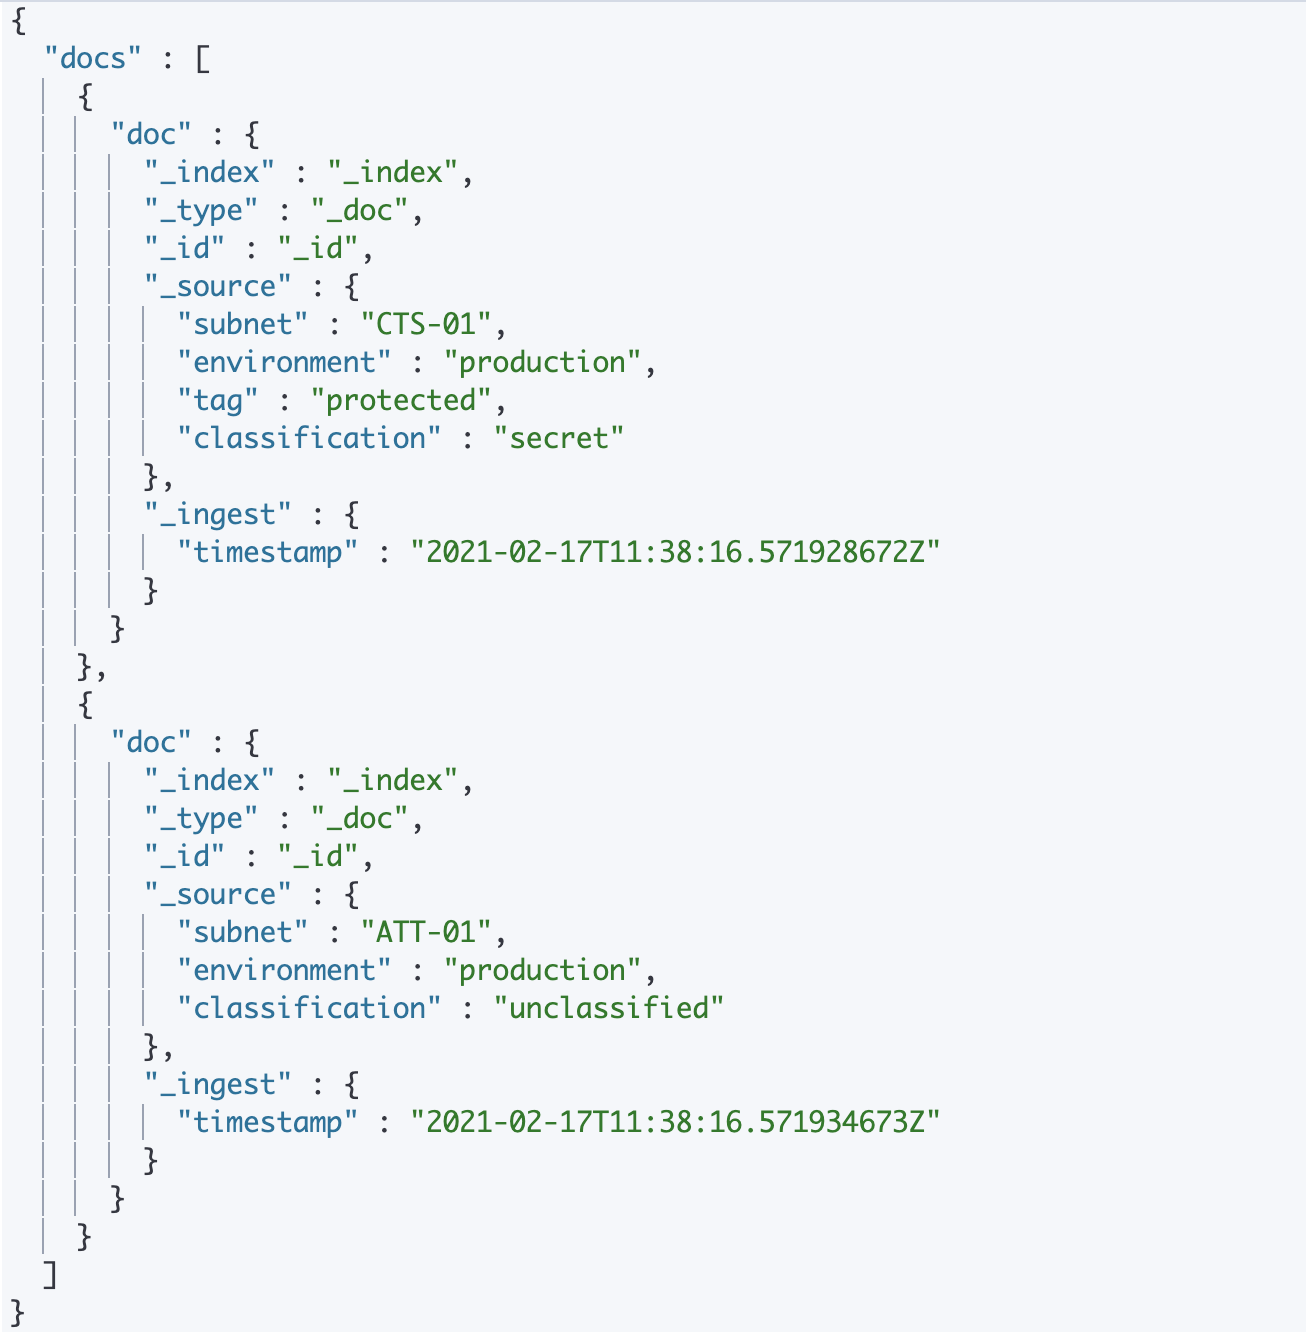 {
  "docs" : [
    {
      "doc" : {
        "_index" : "_index",
        "_type" : "_doc",
        "_id" : "_id",
        "_source" : {
          "subnet" : "CTS-01",
          "environment" : "production",
          "tag" : "protected",
          "classification" : "secret"
        },
        "_ingest" : {
          "timestamp" : "2021-02-17T11:38:16.571928672Z"
        }
      }
    },
    {
      "doc" : {
        "_index" : "_index",
        "_type" : "_doc",
        "_id" : "_id",
        "_source" : {
          "subnet" : "ATT-01",
          "environment" : "production",
          "classification" : "unclassified"
        },
        "_ingest" : {
          "timestamp" : "2021-02-17T11:38:16.571934673Z"
        }
      }
    }
  ]
}